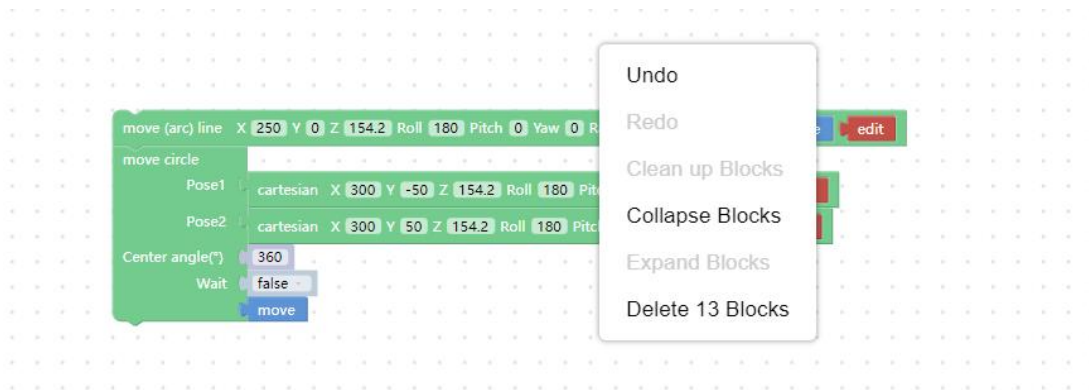 Undo
move (arc) line X 250 Y 0 Z 154.2 Roll 180 Pitch 0 Yaw 0 edit
Redo
move circle
Clean up Blocks
Pose1 cartesian X 300 Y -50 Z 154.2 Roll 180
Collapse Blocks
Pose2 cartesian X 300 Y 50 Z 154.2 Roll 180
Center angle(°) 360
Expand Blocks
Wait false
move
Delete 13 Blocks